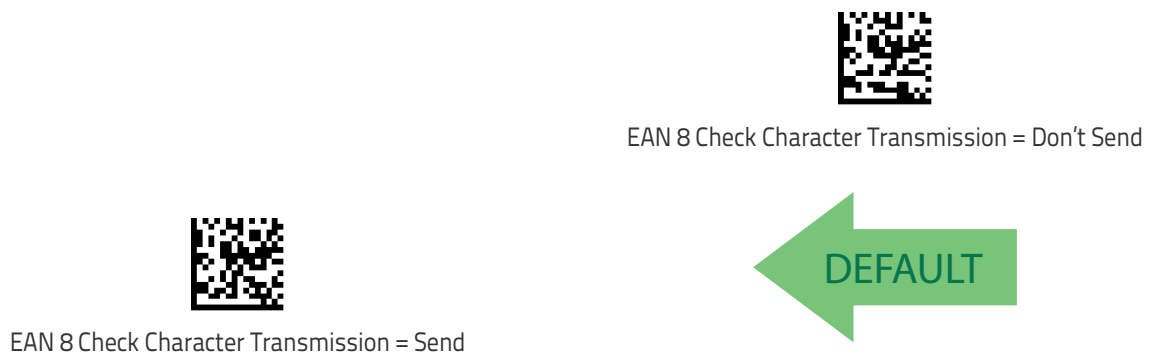 EAN 8 Check Character Transmission = Don't Send
DEFAULT
EAN 8 Check Character Transmission = Send